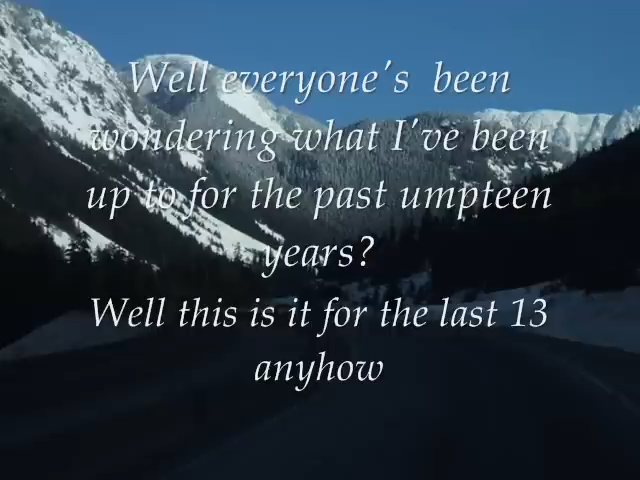 Well everyone's been
wondering what I've been
up to for the past umpteen
years?
Well this is it for the last 13
anyhow